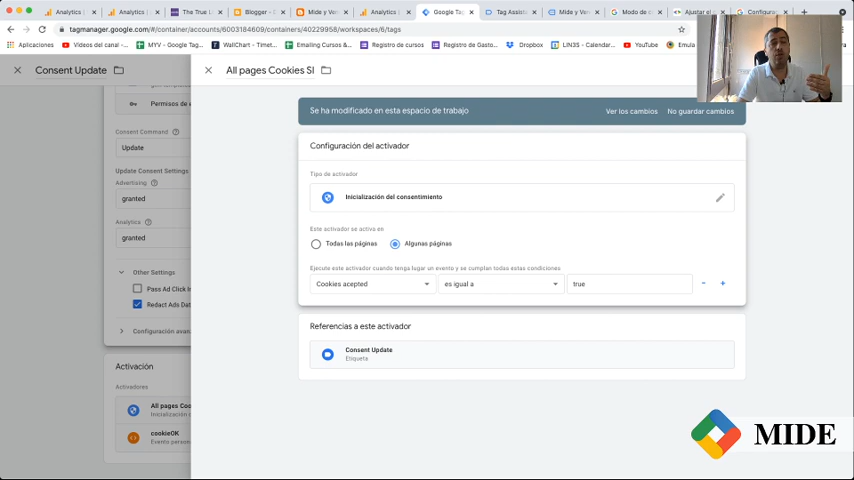 Analytics
Analytics
The True L
Blogger -
Mide y Ve
Analytics
Google Ta
Tag Assist
Mide y Ven
Modo de
Ajustar el
Configura
tagmanager.google.com/#/container/accounts/6003184609/containers/40229958/workspaces/6/tags
Aplicaciones
Vídeos del canal -...
MYV - Google Tag...
WallChart - Timet...
Emailing Cursos &...
Registro de cursos
Registro de Gasto...
Dropbox
LIN3S - Calendar...
YouTube
Emula
Consent Update
All pages Cookies SI
Se ha modificado en esta espacio de trabajo
Ver los cambios
No guardar cambios
Permisos de
Consent Command
Update
Update Consent Settings
Advertising
granted
Analytics
granted
Other Settings
Pass Ad Click In
Redact Ads Dat
Configuración avan
Activación
Activadores
All pages Coo
Inicialización
cookieOK
Evento person
Configuración del activador
Tipo de activador
Inicialización del consentimiento
Este activador se activa en
Todas las páginas
Algunas páginas
Ejecute este activador cuando tenga lugar un evento y se cumplan todas estas condiciones
Cookies acepted
es igual a
true
Referencias a este activador
Consent Update
Etiqueta
MIDE